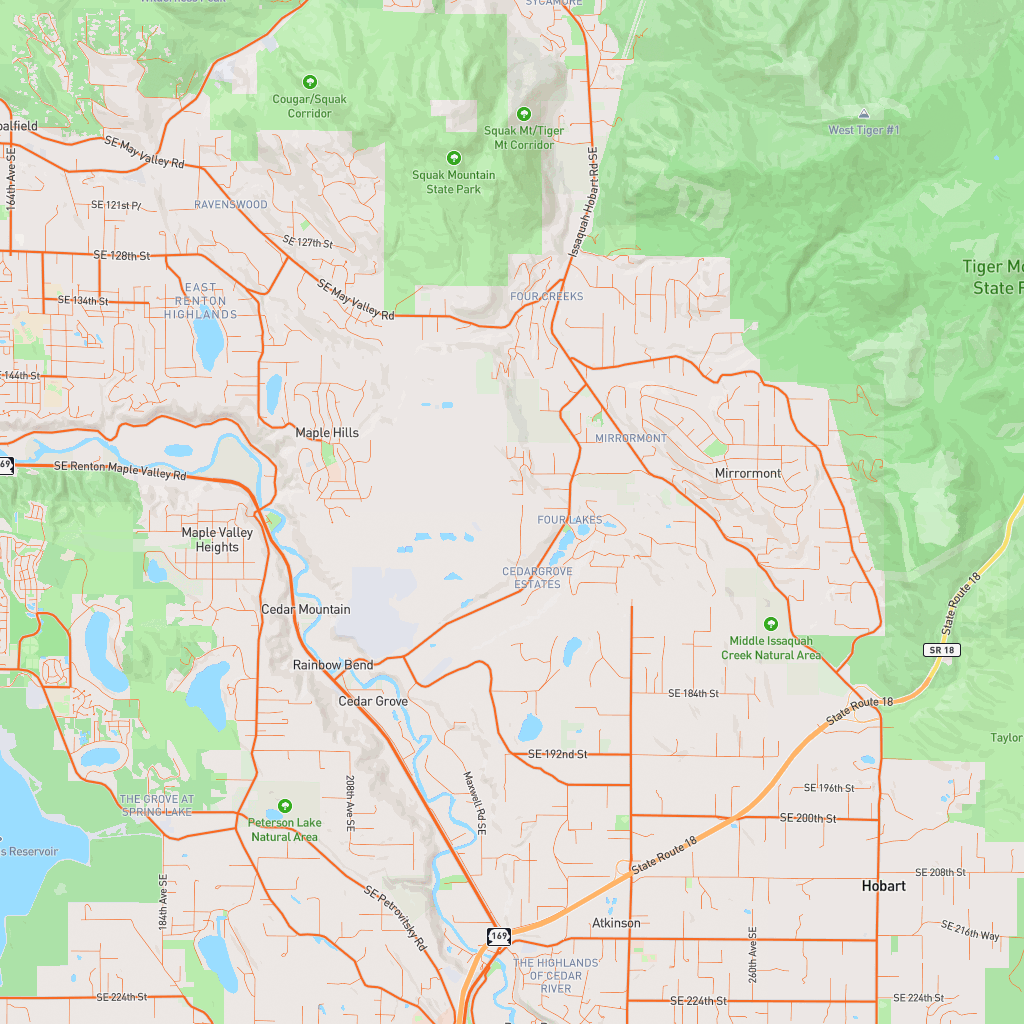 SYCAMORE
Cougar/Squak
Corridor
Squak Mt/Tiger
Mt Corridor
West Tiger #1
Squak Mountain
State Park
SE May Valley Rd
164th Ave SE
SE 121st Pl
RAVENSWOOD
Issaquah Hobart Rd SE
SE 127th St
SE 128th St
Tiger Mo
State F
EAST
RENTON
HIGHLANDS
SE 134th St
SE May Valley Rd
FOUR CREEKS
144th St
Maple Hills
MIRRORMONT
Mirrormont
SE Renton Maple Valley Rd
FOUR LAKES
Maple Valley
Heights
CEDARGROVE
ESTATES
State Route 18
Cedar Mountain
Middle Issaquah
Creek Natural Area
SR 18
Rainbow Bend
SE 184th St
Cedar Grove
State Route 18
Taylor
SE 192nd St
SE 196th St
Maxwell Rd SE
208th Ave SE
THE GROVE AT
SPRING LAKE
SE 200th St
Peterson Lake
Natural Area
s Reservoir
State Route 18
SE 208th St
Hobart
184th Ave SE
SE Petrovitsky Rd
Atkinson
SE 216th Way
169
260th Ave SE
THE HIGHLANDS
OF CEDAR
RIVER
SE 224th St
SE 224th St
SE 224th St